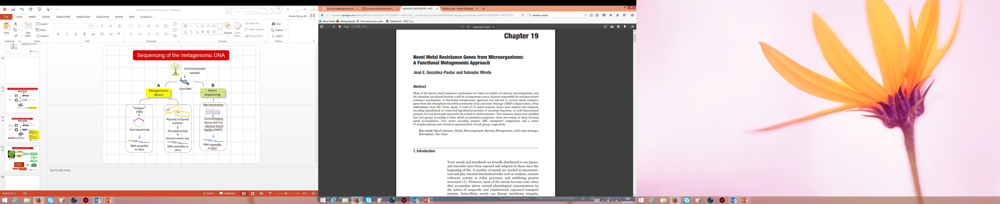 Metagenomics_2016_KM_weds - PowerPoint
FILE
HOME
INSERT
DESIGN
TRANSITIONS
ANIMATIONS
SLIDE SHOW
REVIEW
VIEW
EndNote X7
Kirsten McLay (EI)
Paste
New
Slide
Layout
Reset
Section
14
Arrange
Quick
Styles
Shape Fill
Shape Outline
Shape Effects
Find
Replace
Select
Clipboard
Slides
Font
Paragraph
Drawing
Editing
12
13
14
15
16
Sequencing of the metagenomic DNA
Environmental
sample
A
B
Total DNA
Metagenomic
library
Direct
sequencing
"shotgun"
(3Kb)
End sequencing
DNA assembly
in silico
Plasmid or fosmid
isolation
Pyrosequencing
Discard vector seq
DNA assembly in
silico
Next generation
-Ilumina/Solexa
-Roche 454 FLX
- LifeTech SOLiD
-PacBio (SMRT)
DNA assembly
in silico
Tap to add notes
SLIDE 9 OF 51
NOTES
COMMENTS
87%
Environmental genome sh...
Environmental Genome S...
chp%3A10.1007%2F978-1-607...
1093857s.pdf - Venter.SOM.pdf
download.springer.com/static/pdf/695/chp%253A10.1007%252F978-1-60761-823-2_19.pdf?originUrl=http%3A%2F%2Flink.springer.com%2Fprotocol%2F10.1007%2F978-1-60761-823-2_
salvador mirete
Most Visited
Getting Started
One time access code ...
Dashboard - TGAC Co...
Page:
1
of 13
Automatic Zoom
Chapter 19
Novel Metal Resistance Genes from Microorganisms:
A Functional Metagenomic Approach
José E. González-Pastor and Salvador Mirete
Abstract
Most of the known metal resistance mechanisms are based on studies of cultured microorganisms, and
the abundant uncultured fraction could be an important source of genes responsible for uncharacterized
resistance mechanisms. A functional metagenomic approach was selected to recover metal resistance
genes from the rhizosphere microbial community of an acid-mine drainage (AMD)-adapted plant, Erica
andevalensis, from Rio Tinto, Spain. A total of 13 nickel resistant clones were isolated and analyzed,
encoding hypothetical or conserved hypothetical proteins of uncertain functions, or well-characterized
proteins, but not previously reported to be related to nickel resistance. The resistance clones were classified
into two groups according to their nickel accumulation properties: those preventing or those favoring
metal accumulation. Two clones encoding putative ABC transporter components and a serine
O-acetyltransferase were found as representatives of each group, respectively.
Key words: Metal resistance, Nickel, Microorganisms, Bacteria, Metagenomic, Acid-mine drainage,
Rhizosphere, Rio Tinto
1. Introduction
Toxic metals and metalloids are broadly distributed in our planet,
and microbes have been exposed and adapted to them since the
beginning of life. A number of metals are needed as micronutri-
ents and play essential biochemical roles such as catalysts, enzyme
cofactors, activity in redox processes, and stabilizing protein
structures (1). However, most of the metals become toxic when
they accumulate above normal physiological concentrations by
the action of unspecific and constitutively expressed transport
systems. Intracellular metals can disrupt membrane integrity,
ALL FOLDERS ARE UP TO DATE.
CONNECTED TO: MICROSOFT EXCHANGE
15:50
15/09/2016